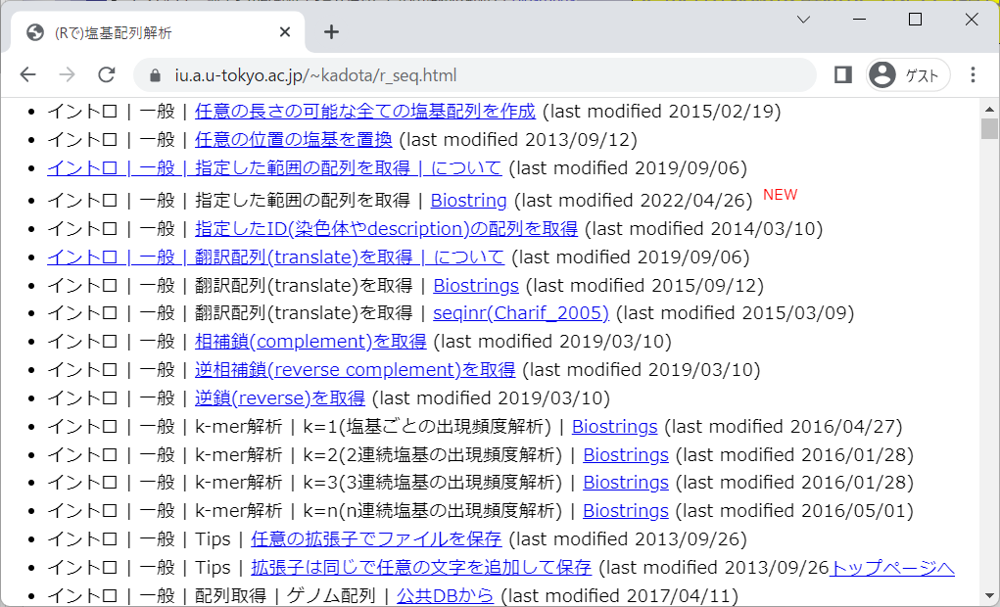 (Rで)塩基配列解析
iu.a.u-tokyo.ac.jp/~kadota/r_seq.html
ゲスト
• イントロ | 一般 | 任意の長さの可能な全ての塩基配列を作成 (last modified 2015/02/19)
• イントロ | 一般 | 任意の位置の塩基を置換 (last modified 2013/09/12)
• イントロ | 一般 | 指定した範囲の配列を取得 | について (last modified 2019/09/06)
• イントロ | 一般 | 指定した範囲の配列を取得 | Biostring (last modified 2022/04/26) NEW
• イントロ | 一般 | 指定したID(染色体やdescription)の配列を取得 (last modified 2014/03/10)
• イントロ | 一般 | 翻訳配列(translate)を取得 | について (last modified 2019/09/06)
• イントロ | 一般 | 翻訳配列(translate)を取得 | Biostrings (last modified 2015/09/12)
• イントロ | 一般 | 翻訳配列(translate)を取得 | seqinr(Charif_2005) (last modified 2015/03/09)
• イントロ | 一般 | 相補鎖(complement)を取得 (last modified 2019/03/10)
• イントロ | 一般 | 逆相補鎖(reverse complement)を取得 (last modified 2019/03/10)
• イントロ | 一般 | 逆鎖(reverse)を取得 (last modified 2019/03/10)
• イントロ | 一般 | k-mer解析 | k=1(塩基ごとの出現頻度解析) | Biostrings (last modified 2016/04/27)
• イントロ | 一般 | k-mer解析 | k=2(2連続塩基の出現頻度解析) | Biostrings (last modified 2016/01/28)
• イントロ | 一般 | k-mer解析 | k=3(3連続塩基の出現頻度解析) | Biostrings (last modified 2016/01/28)
• イントロ | 一般 | k-mer解析 | k=n(n連続塩基の出現頻度解析) | Biostrings (last modified 2016/05/01)
• イントロ | 一般 | Tips | 任意の拡張子でファイルを保存 (last modified 2013/09/26)
• イントロ | 一般 | Tips | 拡張子は同じで任意の文字を追加して保存 (last modified 2013/09/26トップページへ
• イントロ | 一般 | 配列取得 | ゲノム配列 | 公共DBから (last modified 2017/04/11)